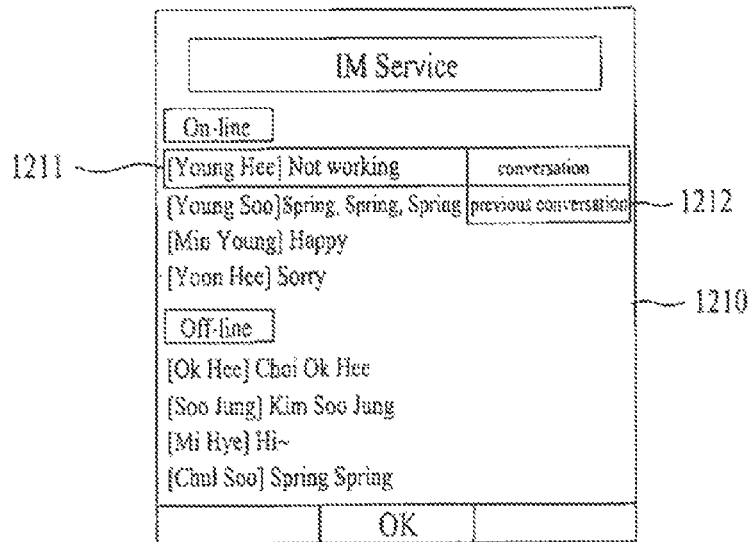 IM Service
On-line
1211
[Young Hee] Not working
conversation
[Young Soo]Spring, Spring, Spring
previous conversation
1212
[Min Young] Happy
[Yoon Hee] Sorry
1210
Off-line
[Ok Hee] Choi Ok Hee
[Soo Jung] Kim Soo Jung
[Mi Hye] Hi~
[Chul Soo] Spring Spring
OK